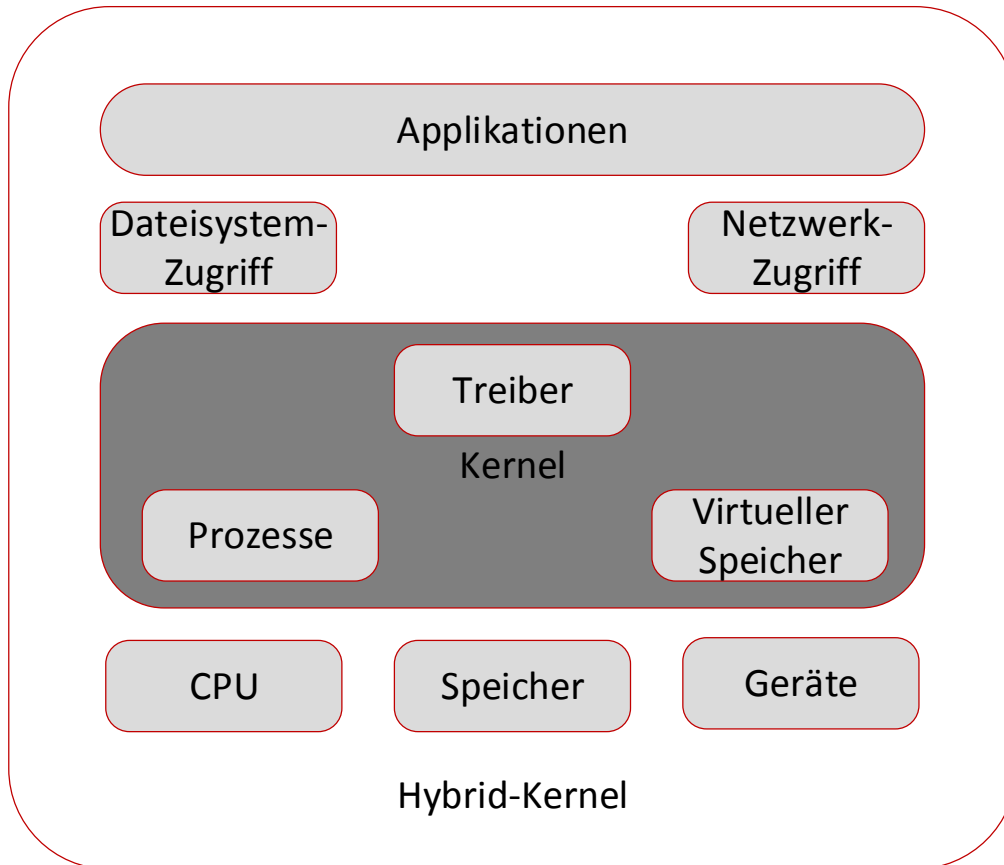 Applikationen
Dateisystem-
Zugriff
Netzwerk-
Zugriff
Treiber
Kernel
Prozesse
Virtueller
Speicher
CPU
Speicher
Geräte
Hybrid-Kernel